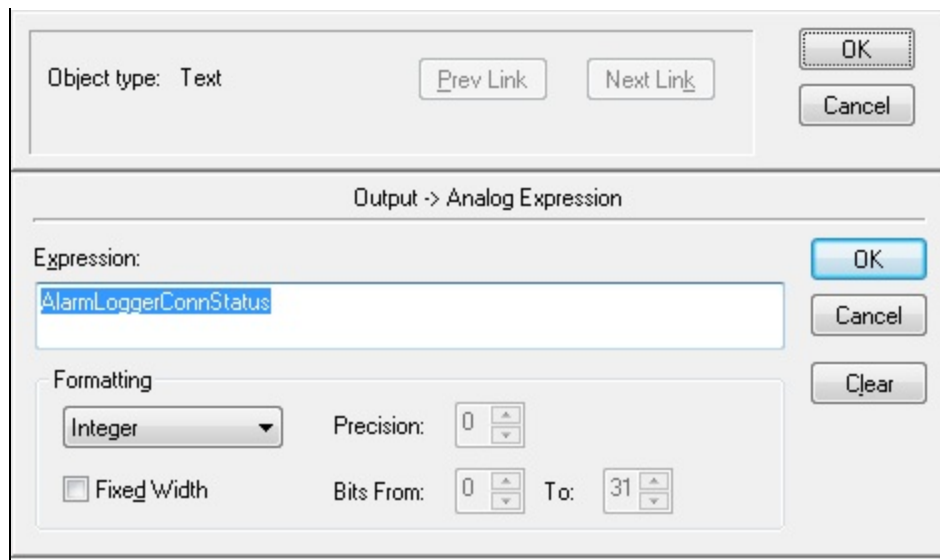 Object type: Text
Prev Link
Next Link
OK
Cancel
Output -> Analog Expression
Expression:
AlarmLoggerConnStatus
OK
Cancel
Clear
Formatting
Integer
Precision: 0
Fixed Width
Bits From: 0 To: 31